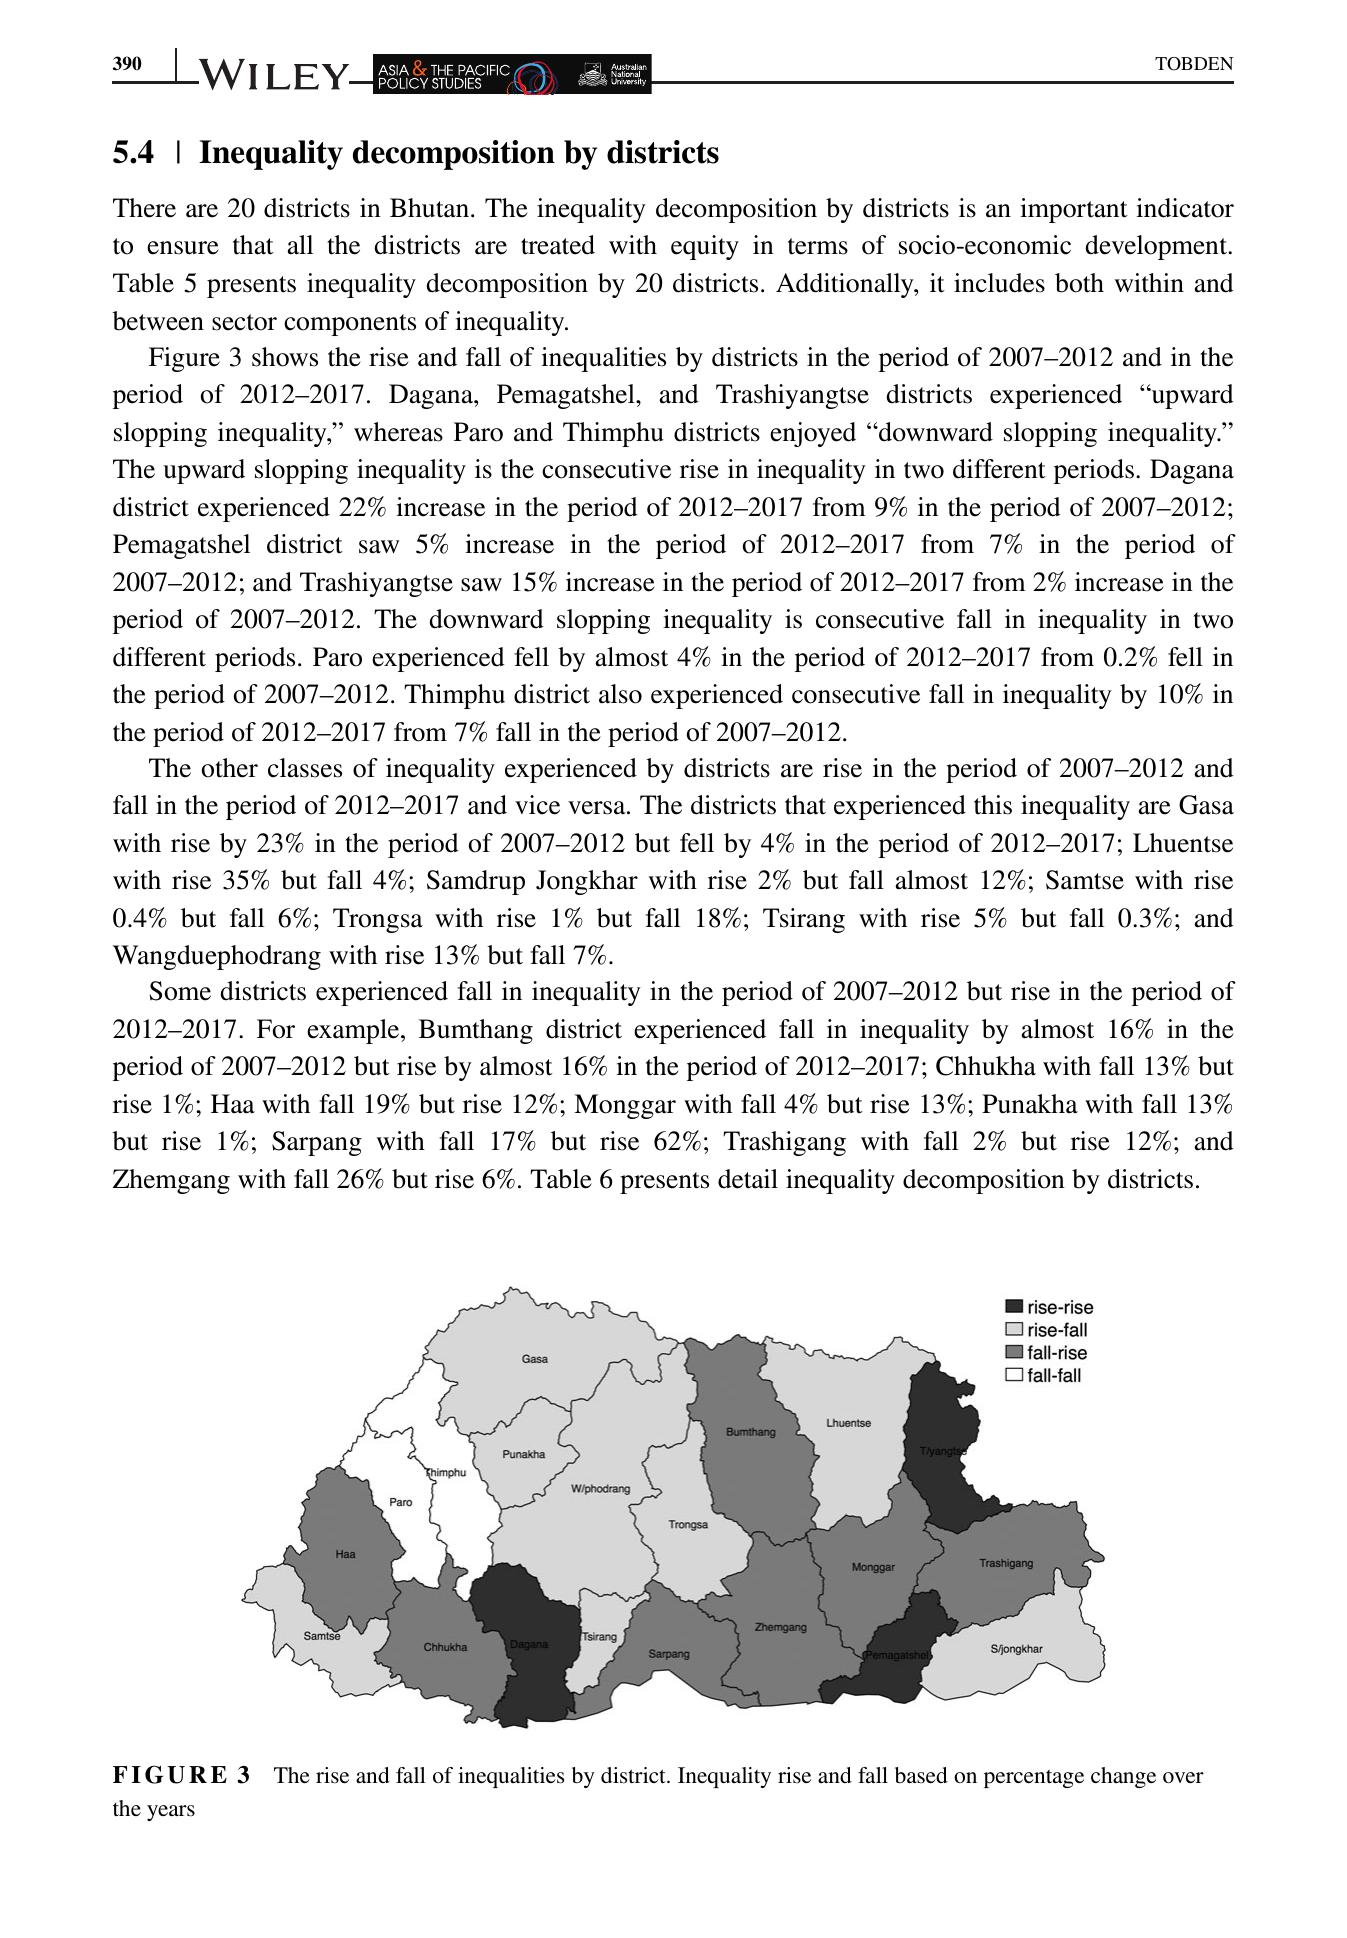 390
WILEY
ASIA & THE PACIFIC
POLICY STUDIES
Australian
National
University
TOBDEN
5.4 | Inequality decomposition by districts
There are 20 districts in Bhutan. The inequality decomposition by districts is an important indicator
to ensure that all the districts are treated with equity in terms of socio-economic development.
Table 5 presents inequality decomposition by 20 districts. Additionally, it includes both within and
between sector components of inequality.
Figure 3 shows the rise and fall of inequalities by districts in the period of 2007–2012 and in the
period of 2012–2017. Dagana, Pemagatshel, and Trashiyangtse districts experienced “upward
slopping inequality,” whereas Paro and Thimphu districts enjoyed “downward slopping inequality.”
The upward slopping inequality is the consecutive rise in inequality in two different periods. Dagana
district experienced 22% increase in the period of 2012–2017 from 9% in the period of 2007–2012;
Pemagatshel district saw 5% increase in the period of 2012–2017 from 7% in the period of
2007–2012; and Trashiyangtse saw 15% increase in the period of 2012–2017 from 2% increase in the
period of 2007–2012. The downward slopping inequality is consecutive fall in inequality in two
different periods. Paro experienced fell by almost 4% in the period of 2012–2017 from 0.2% fell in
the period of 2007–2012. Thimphu district also experienced consecutive fall in inequality by 10% in
the period of 2012–2017 from 7% fall in the period of 2007–2012.
The other classes of inequality experienced by districts are rise in the period of 2007–2012 and
fall in the period of 2012–2017 and vice versa. The districts that experienced this inequality are Gasa
with rise by 23% in the period of 2007–2012 but fell by 4% in the period of 2012–2017; Lhuentse
with rise 35% but fall 4%; Samdrup Jongkhar with rise 2% but fall almost 12%; Samtse with rise
0.4% but fall 6%; Trongsa with rise 1% but fall 18%; Tsirang with rise 5% but fall 0.3%; and
Wangduephodrang with rise 13% but fall 7%.
Some districts experienced fall in inequality in the period of 2007–2012 but rise in the period of
2012–2017. For example, Bumthang district experienced fall in inequality by almost 16% in the
period of 2007–2012 but rise by almost 16% in the period of 2012–2017; Chhukha with fall 13% but
rise 1%; Haa with fall 19% but rise 12%; Monggar with fall 4% but rise 13%; Punakha with fall 13%
but rise 1%; Sarpang with fall 17% but rise 62%; Trashigang with fall 2% but rise 12%; and
Zhemgang with fall 26% but rise 6%. Table 6 presents detail inequality decomposition by districts.
rise-rise
rise-fall
fall-rise
fall-fall
Gasa
Lhuentse
Bumthang
T/yangtse
Punakha
Thimphu
W/phodrang
Paro
Trongsa
Haa
Trashigang
Monggar
Zhemgang
Samtse
Tsirang
Dagana
Chhukha
S/jongkhar
Sarpang
Pemagatshel
FIGURE 3 The rise and fall of inequalities by district. Inequality rise and fall based on percentage change over
the years